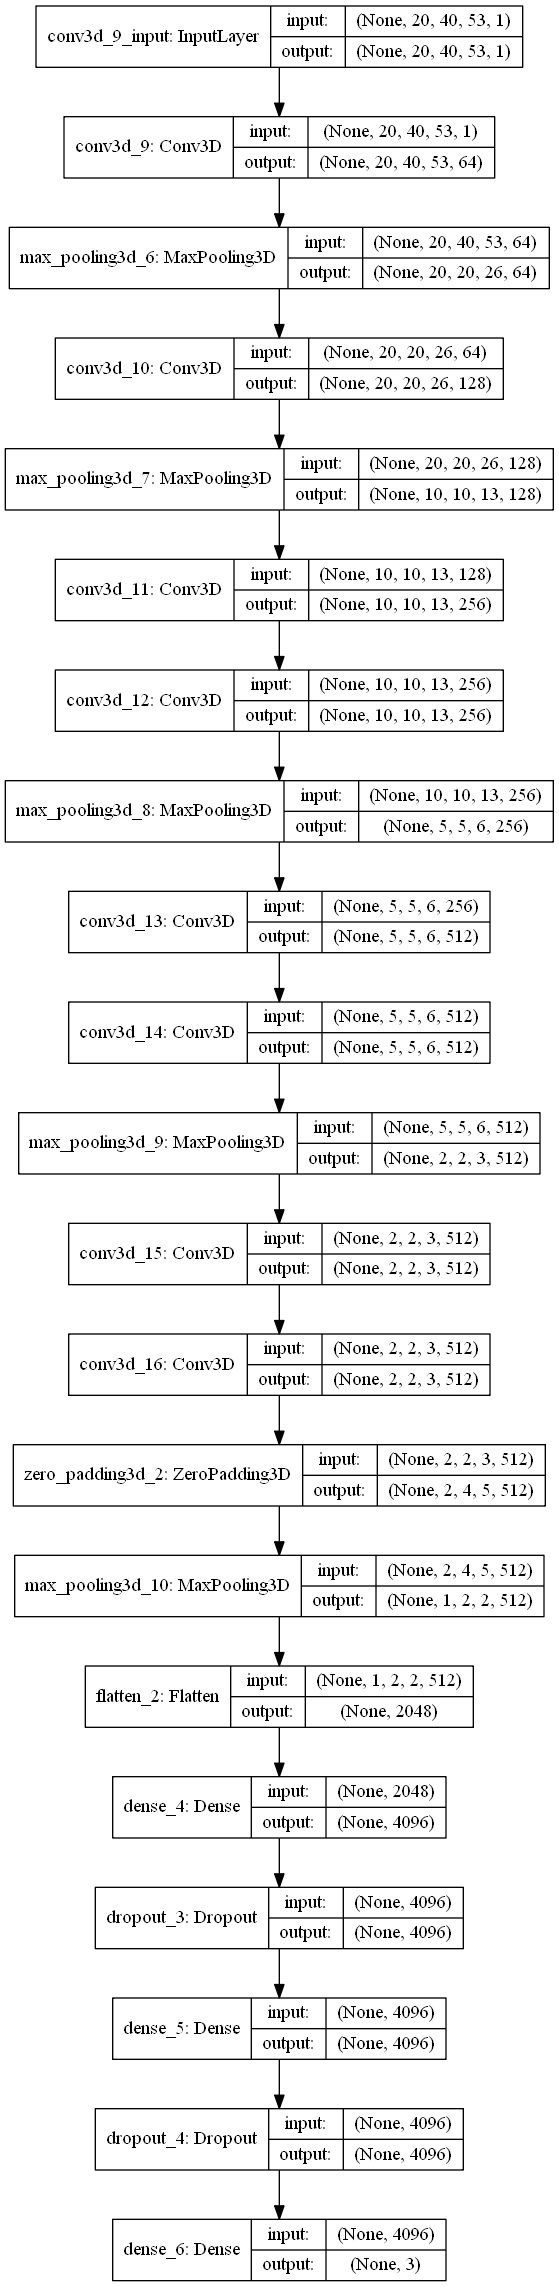 conv3d_9_input: InputLayer
input: (None, 20, 40, 53, 1)
output: (None, 20, 40, 53, 1)
conv3d_9: Conv3D
input: (None, 20, 40, 53, 1)
output: (None, 20, 40, 53, 64)
max_pooling3d_6: MaxPooling3D
input: (None, 20, 40, 53, 64)
output: (None, 20, 20, 26, 64)
conv3d_10: Conv3D
input: (None, 20, 20, 26, 64)
output: (None, 20, 20, 26, 128)
max_pooling3d_7: MaxPooling3D
input: (None, 20, 20, 26, 128)
output: (None, 10, 10, 13, 128)
conv3d_11: Conv3D
input: (None, 10, 10, 13, 128)
output: (None, 10, 10, 13, 256)
conv3d_12: Conv3D
input: (None, 10, 10, 13, 256)
output: (None, 10, 10, 13, 256)
max_pooling3d_8: MaxPooling3D
input: (None, 10, 10, 13, 256)
output: (None, 5, 5, 6, 256)
conv3d_13: Conv3D
input: (None, 5, 5, 6, 256)
output: (None, 5, 5, 6, 512)
conv3d_14: Conv3D
input: (None, 5, 5, 6, 512)
output: (None, 5, 5, 6, 512)
max_pooling3d_9: MaxPooling3D
input: (None, 5, 5, 6, 512)
output: (None, 2, 2, 3, 512)
conv3d_15: Conv3D
input: (None, 2, 2, 3, 512)
output: (None, 2, 2, 3, 512)
conv3d_16: Conv3D
input: (None, 2, 2, 3, 512)
output: (None, 2, 2, 3, 512)
zero_padding3d_2: ZeroPadding3D
input: (None, 2, 2, 3, 512)
output: (None, 2, 4, 5, 512)
max_pooling3d_10: MaxPooling3D
input: (None, 2, 4, 5, 512)
output: (None, 1, 2, 2, 512)
flatten_2: Flatten
input: (None, 1, 2, 2, 512)
output: (None, 2048)
dense_4: Dense
input: (None, 2048)
output: (None, 4096)
dropout_3: Dropout
input: (None, 4096)
output: (None, 4096)
dense_5: Dense
input: (None, 4096)
output: (None, 4096)
dropout_4: Dropout
input: (None, 4096)
output: (None, 4096)
dense_6: Dense
input: (None, 4096)
output: (None, 3)